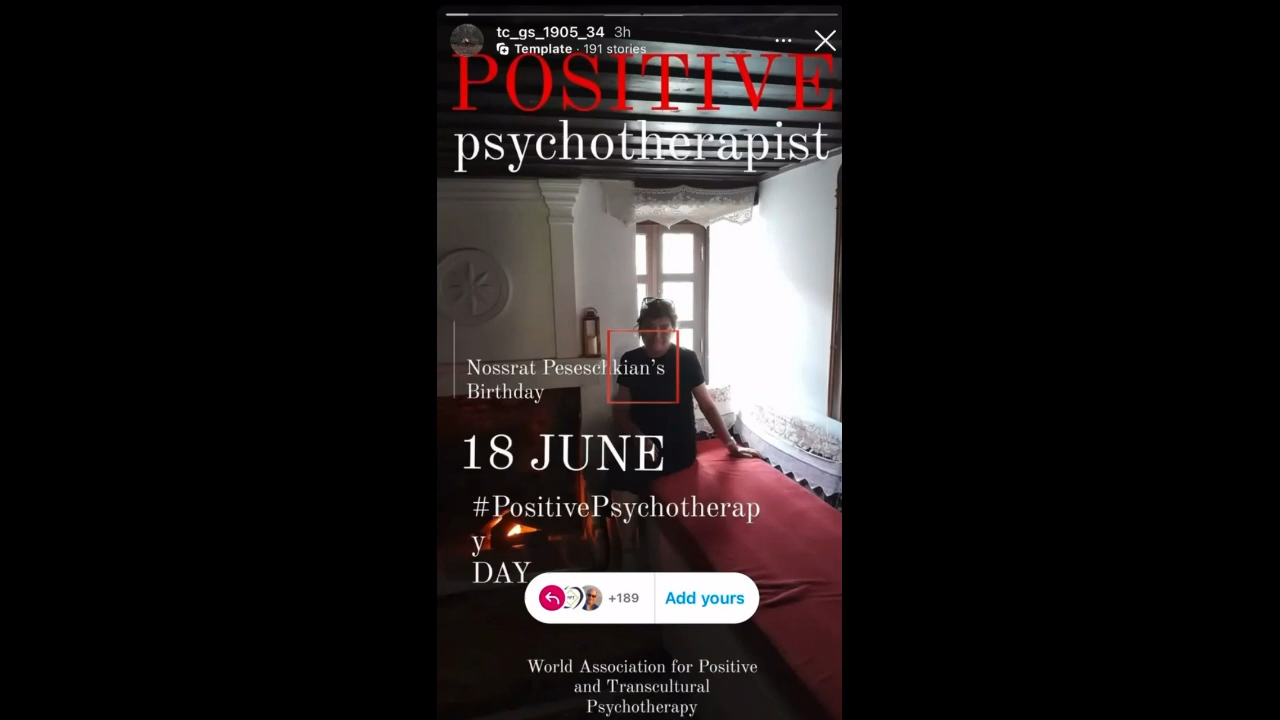 tc_gs_1905_34 3h
Template · 191 stories
POSITIVE
psychotherapist
Nossrat Peseschkian's
Birthday
18 JUNE
#PositivePsychotherap
y
DAY
+189 Add yours
World Association for Positive
and Transcultural
Psychotherapy